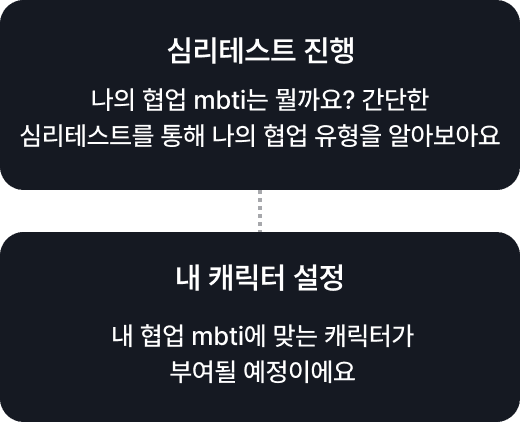 심리테스트 진행
나의 협업 mbti는 뭘까요? 간단한
심리테스트를 통해 나의 협업 유형을 알아보아요
내 캐릭터 설정
내 협업 mbti에 맞는 캐릭터가
부여될 예정이에요